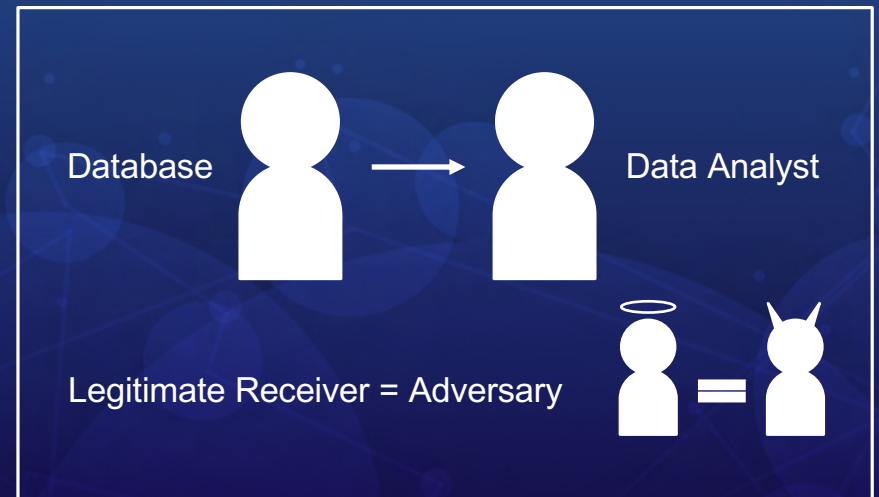 Database
Data Analyst
Legitimate Receiver = Adversary